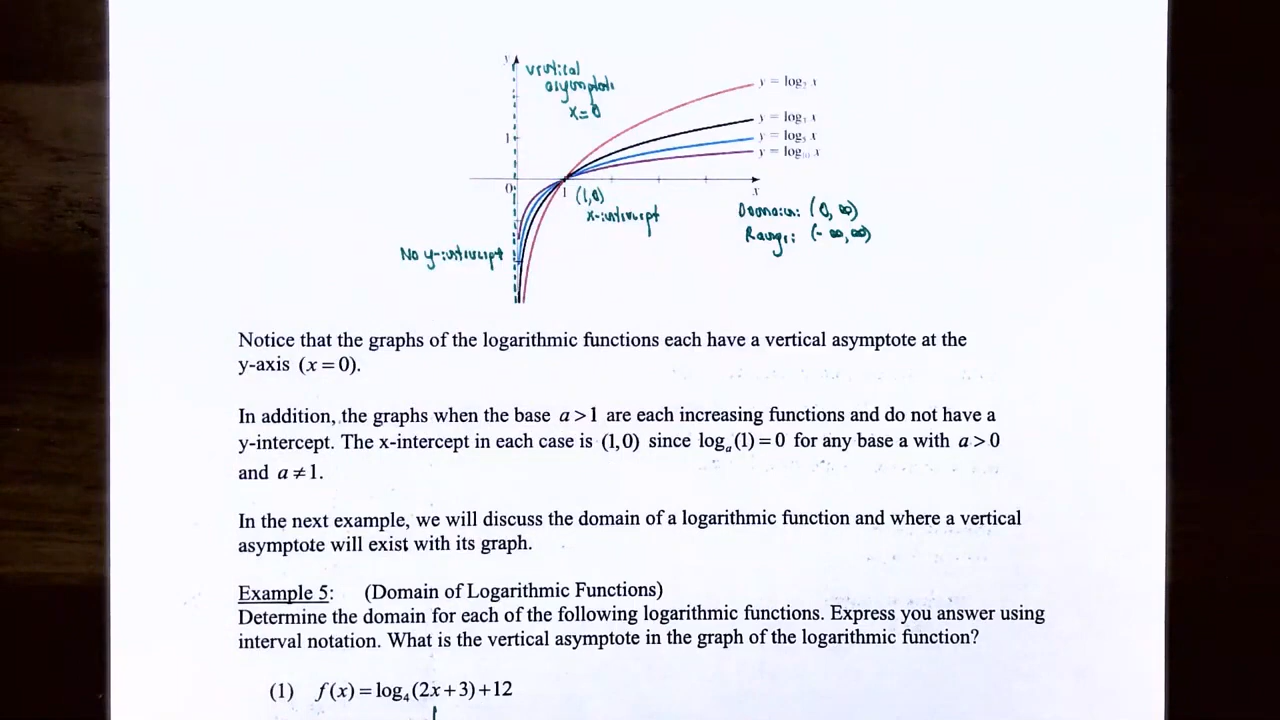 y
vertical
asymptote
x=0
y = log₂ x
y = log₃ x
y = log₅ x
y = log₁₀ x
1
0
1
x
(1,0)
x-intercept
Domain: (0, ∞)
Range: (-∞, ∞)
No y-intercept
Notice that the graphs of the logarithmic functions each have a vertical asymptote at the
y-axis (x = 0).
In addition, the graphs when the base a > 1 are each increasing functions and do not have a
y-intercept. The x-intercept in each case is (1,0) since logₐ(1) = 0 for any base a with a > 0
and a ≠ 1.
In the next example, we will discuss the domain of a logarithmic function and where a vertical
asymptote will exist with its graph.
Example 5: (Domain of Logarithmic Functions)
Determine the domain for each of the following logarithmic functions. Express you answer using
interval notation. What is the vertical asymptote in the graph of the logarithmic function?
(1) f(x) = log₄(2x+3)+12